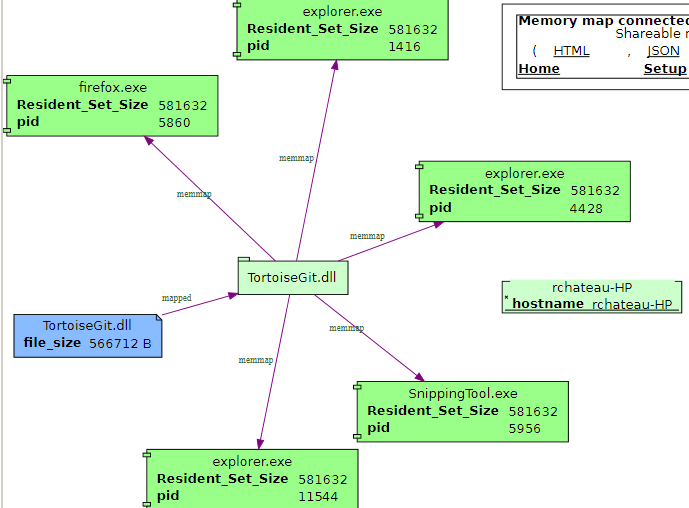 explorer.exe
Resident_Set_Size 581632
pid 1416
Memory map connected
Shareable
( HTML , JSON
Home Setup
firefox.exe
Resident_Set_Size 581632
pid 5860
memmap
explorer.exe
Resident_Set_Size 581632
pid 4428
memmap
memmap
TortoiseGit.dll
rchateau-HP
* hostname rchateau-HP
mapped
TortoiseGit.dll
file_size 566712 B
memmap
memmap
SnippingTool.exe
Resident_Set_Size 581632
pid 5956
explorer.exe
Resident_Set_Size 581632
pid 11544